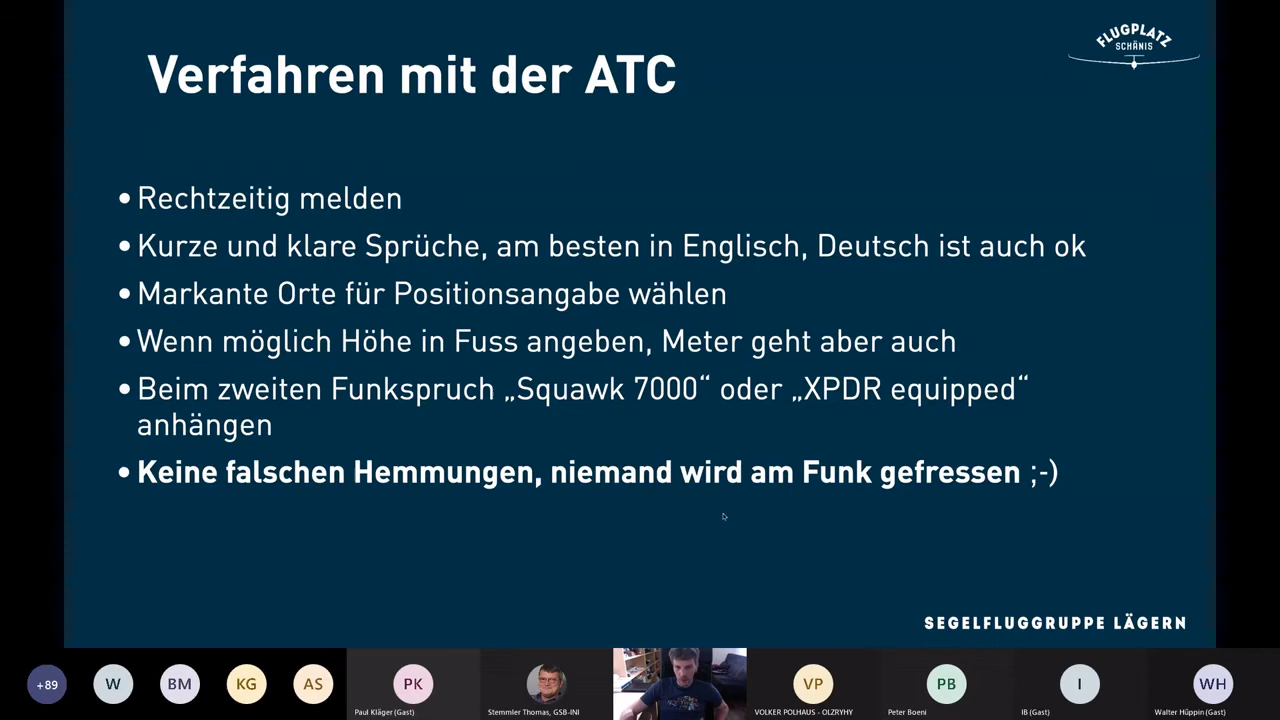 FLUGPLATZ
SCHÄNIS
Verfahren mit der ATC
• Rechtzeitig melden
• Kurze und klare Sprüche, am besten in Englisch, Deutsch ist auch ok
• Markante Orte für Positionsangabe wählen
• Wenn möglich Höhe in Fuss angeben, Meter geht aber auch
• Beim zweiten Funkspruch „Squawk 7000“ oder „XPDR equipped“
anhängen
• Keine falschen Hemmungen, niemand wird am Funk gefressen ;-)
SEGELFLUGGRUPPE LÄGERN
+89 W BM KG AS PK VP PB I WH
Paul Kläger (Gast) Stemmler Thomas, GSB-INI VOLKER POLHAUS - OLZRYHY Peter Boeni IB (Gast) Walter Hüppin (Gast)